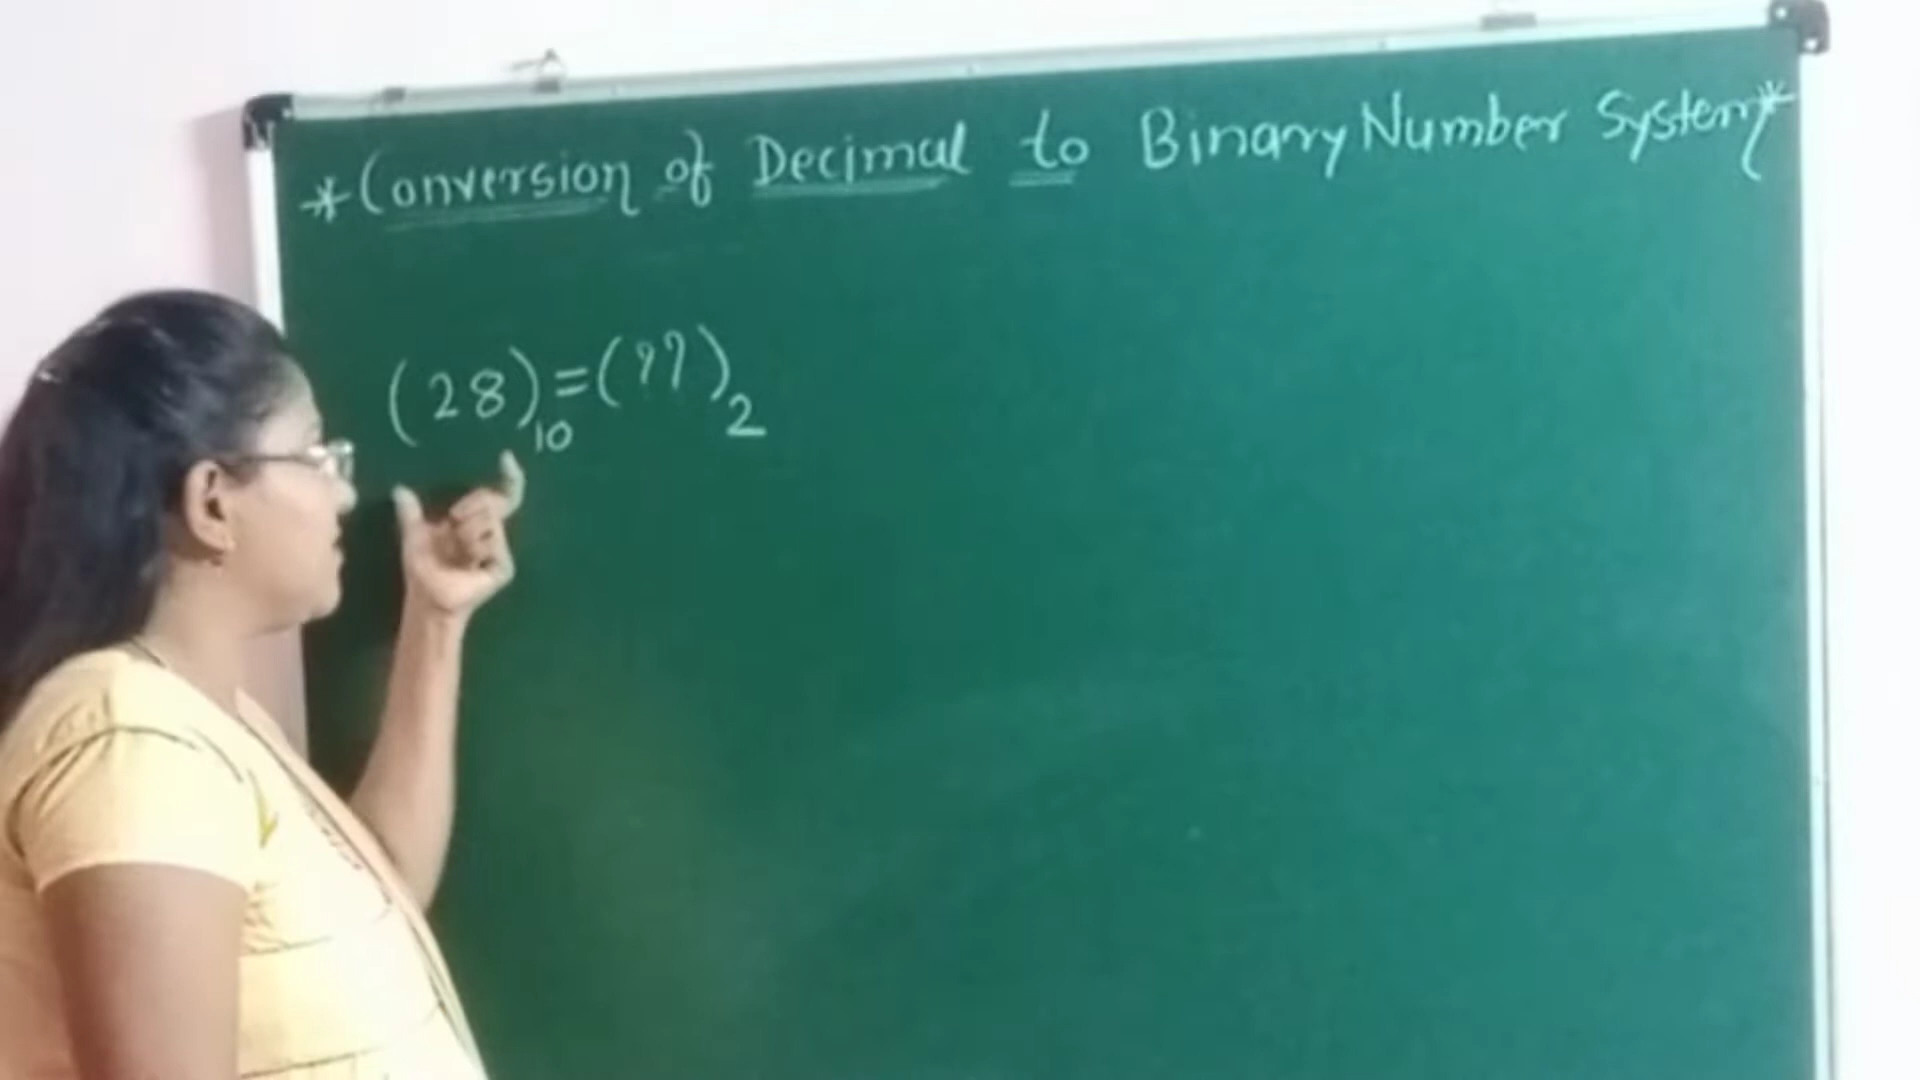 *Conversion of Decimal to Binary Number System*
(28)₁₀=(??)₂